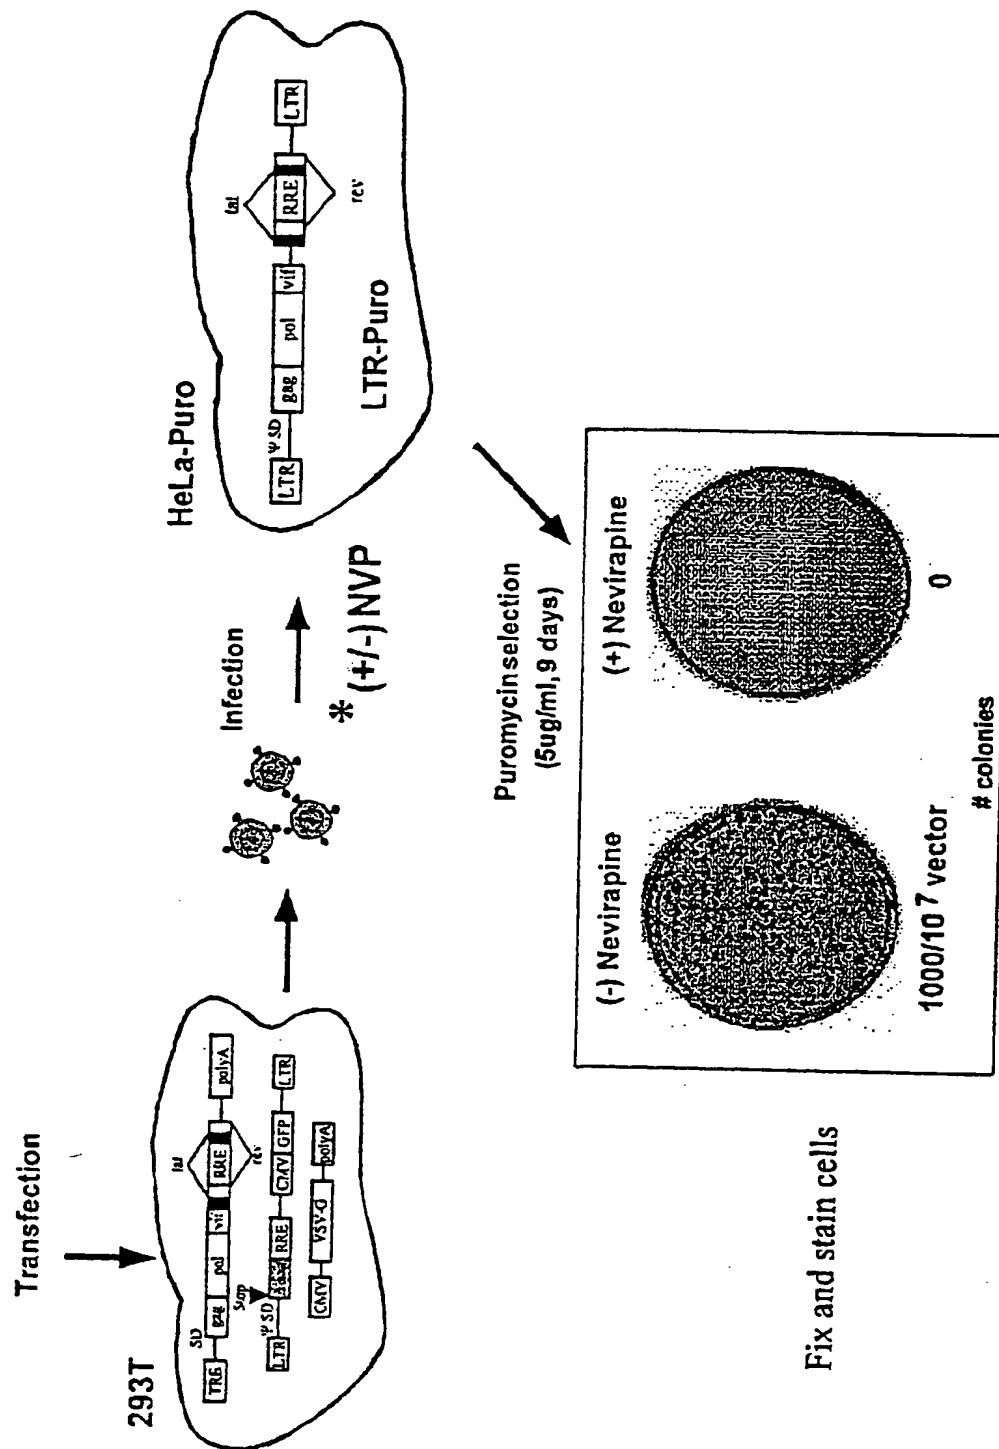 Transfection
293T
SD
tat
TRE gag pol vif RRE polyA
rev
Stop
Ψ SD
LTR RRE CMV GFP LTR
CMV VSV-G polyA
Infection
* (+/-) NVP
HeLa-Puro
tat
Ψ SD
LTR gag pol vif RRE LTR
rev
LTR-Puro
Puromycin selection
(5ug/ml, 9 days)
(-) Nevirapine (+) Nevirapine
1000/10 7 vector 0
# colonies
Fix and stain cells